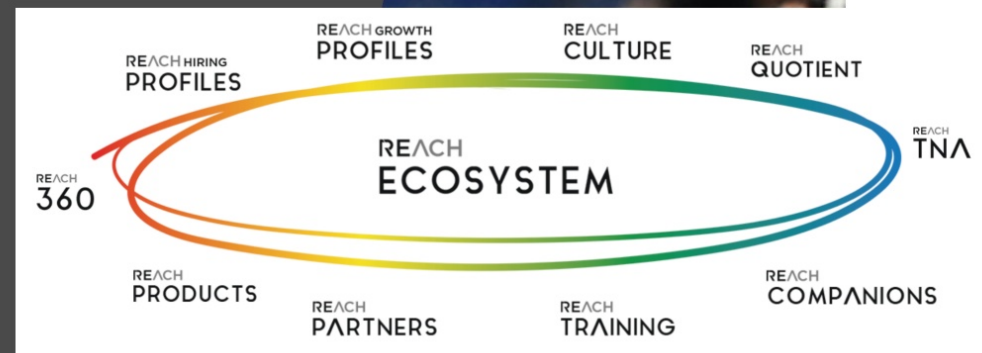 REACH HIRING
PROFILES
REACH GROWTH
PROFILES
REACH
CULTURE
REACH
QUOTIENT
REACH
TNA
REACH
ECOSYSTEM
REACH
360
REACH
PRODUCTS
REACH
PARTNERS
REACH
TRAINING
REACH
COMPANIONS